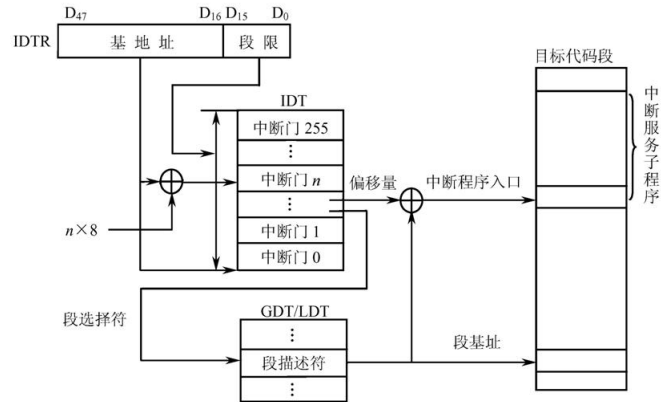 D47 D16 D15 D0
IDTR 基 地 址 段 限
目标代码段
IDT
中断门 255
⋮
中断门 n
⋮
中断门 1
中断门 0
n×8
偏移量
中断程序入口
中断服务子程序
段选择符
GDT/LDT
⋮
段描述符
⋮
段基址